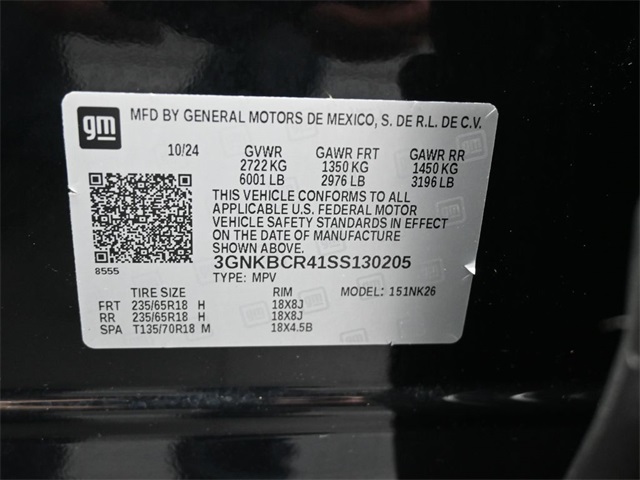 gm
MFD BY GENERAL MOTORS DE MEXICO, S. DE R.L. DE C.V.
10/24 GVWR GAWR FRT GAWR RR
2722 KG 1350 KG 1450 KG
6001 LB 2976 LB 3196 LB
THIS VEHICLE CONFORMS TO ALL
APPLICABLE U.S. FEDERAL MOTOR
VEHICLE SAFETY STANDARDS IN EFFECT
ON THE DATE OF MANUFACTURE
SHOWN ABOVE.
8555
3GNKBCR41SS130205
TYPE: MPV
TIRE SIZE RIM MODEL: 151NK26
FRT 235/65R18 H 18X8J
RR 235/65R18 H 18X8J
SPA T135/70R18 M 18X4.5B